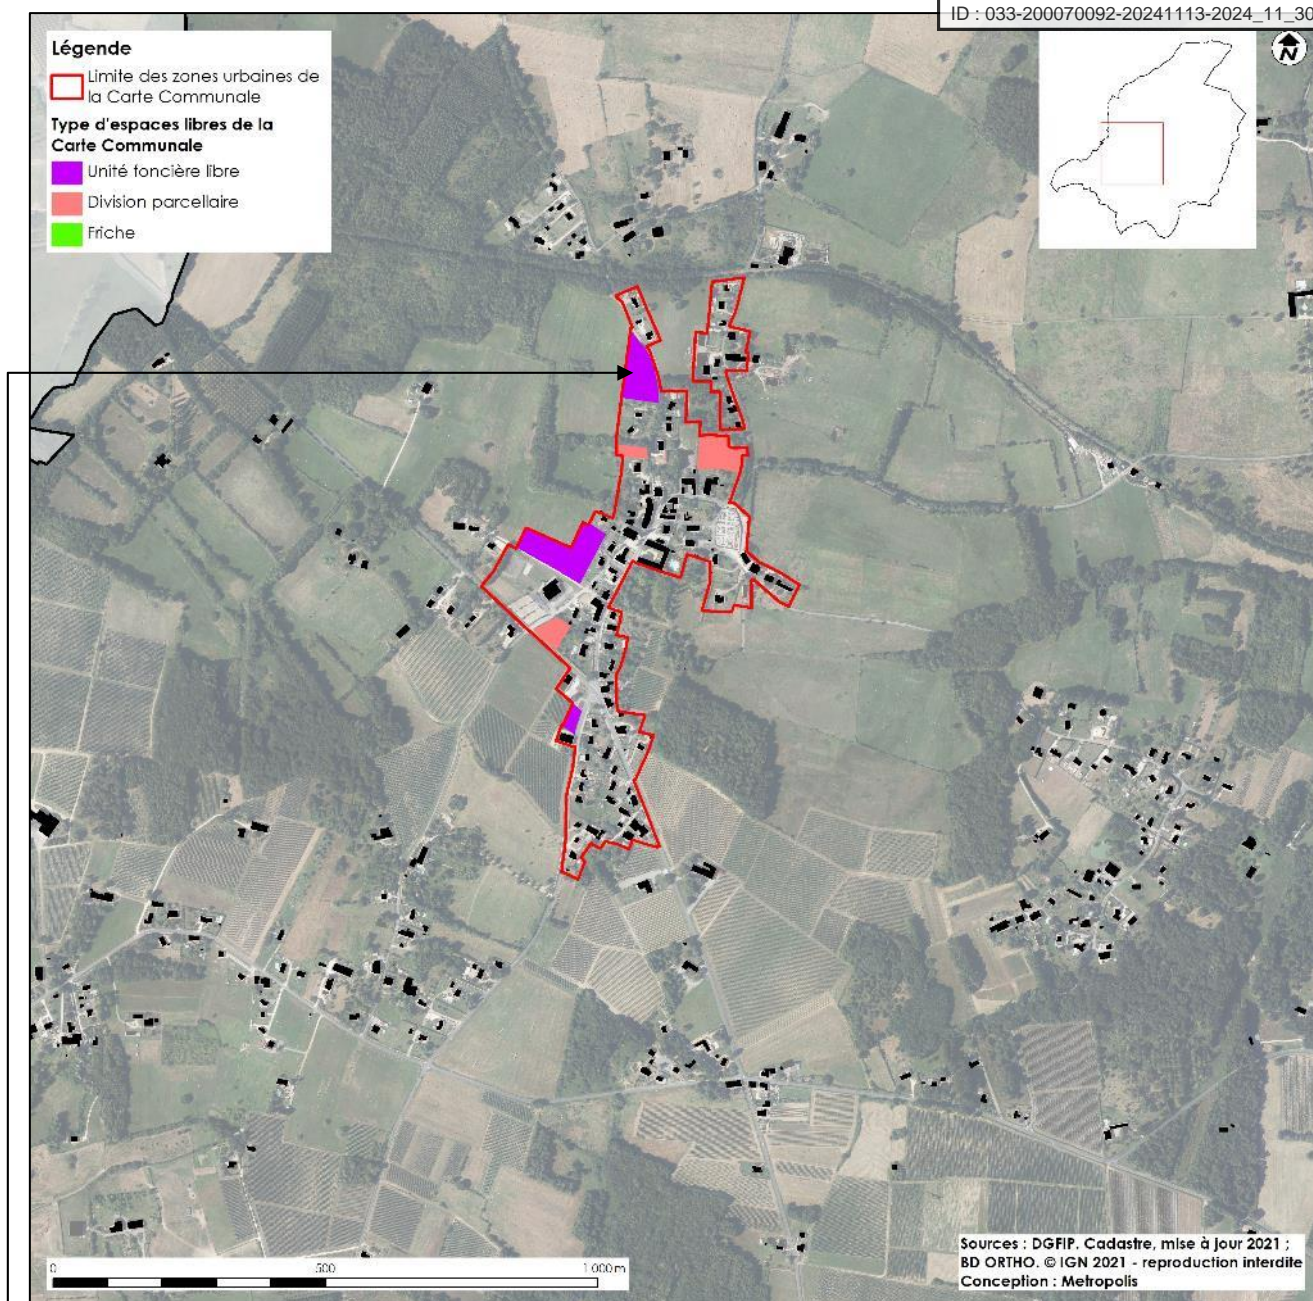 ID : 033-200070092-20241113-2024_11_30
Légende
Limite des zones urbaines de
la Carte Communale
Type d'espaces libres de la
Carte Communale
Unité foncière libre
Division parcellaire
Friche
N
0 500 1 000 m
Sources : DGFIP. Cadastre, mise à jour 2021 ;
BD ORTHO. © IGN 2021 - reproduction interdite
Conception : Metropolis